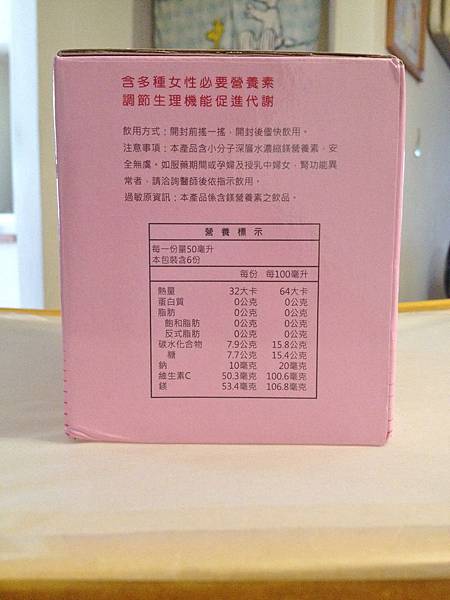 含多種女性必要營養素
調節生理機能促進代謝
飲用方式：開封前搖一搖，開封後儘快飲用。
注意事項：本產品含小分子深層水濃縮鎂營養素，安
全無虞。如服藥期間或孕婦及授乳中婦女，腎功能異
常者，請洽詢醫師後依指示飲用。
過敏原資訊：本產品係含鎂營養素之飲品。
營養標示
每一份量50毫升
本包裝含6份
每份 每100毫升
熱量 32大卡 64大卡
蛋白質 0公克 0公克
脂肪 0公克 0公克
飽和脂肪 0公克 0公克
反式脂肪 0公克 0公克
碳水化合物 7.9公克 15.8公克
糖 7.7公克 15.4公克
鈉 10毫克 20毫克
維生素C 50.3毫克 100.6毫克
鎂 53.4毫克 106.8毫克